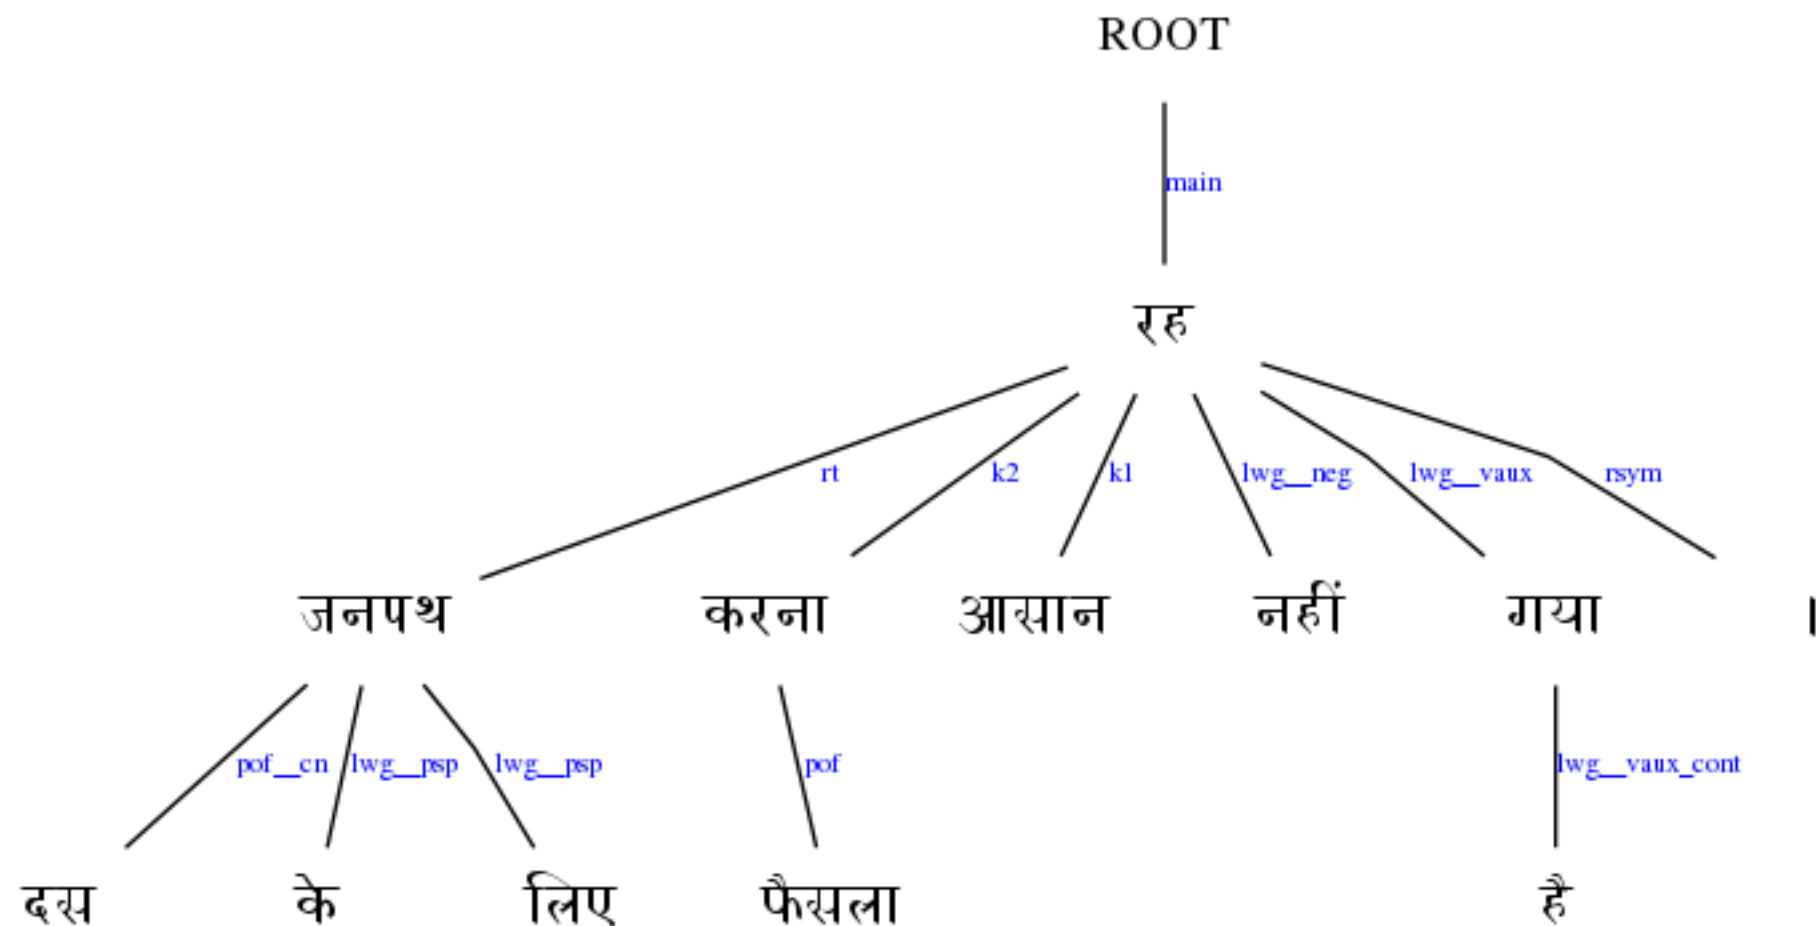 ROOT
main
रह
rt k2 k1 lwg__neg lwg__vaux rsym
जनपथ करना आसान नहीं गया ।
pof__cn lwg__psp lwg__psp pof lwg__vaux_cont
दस के लिए फैसला है